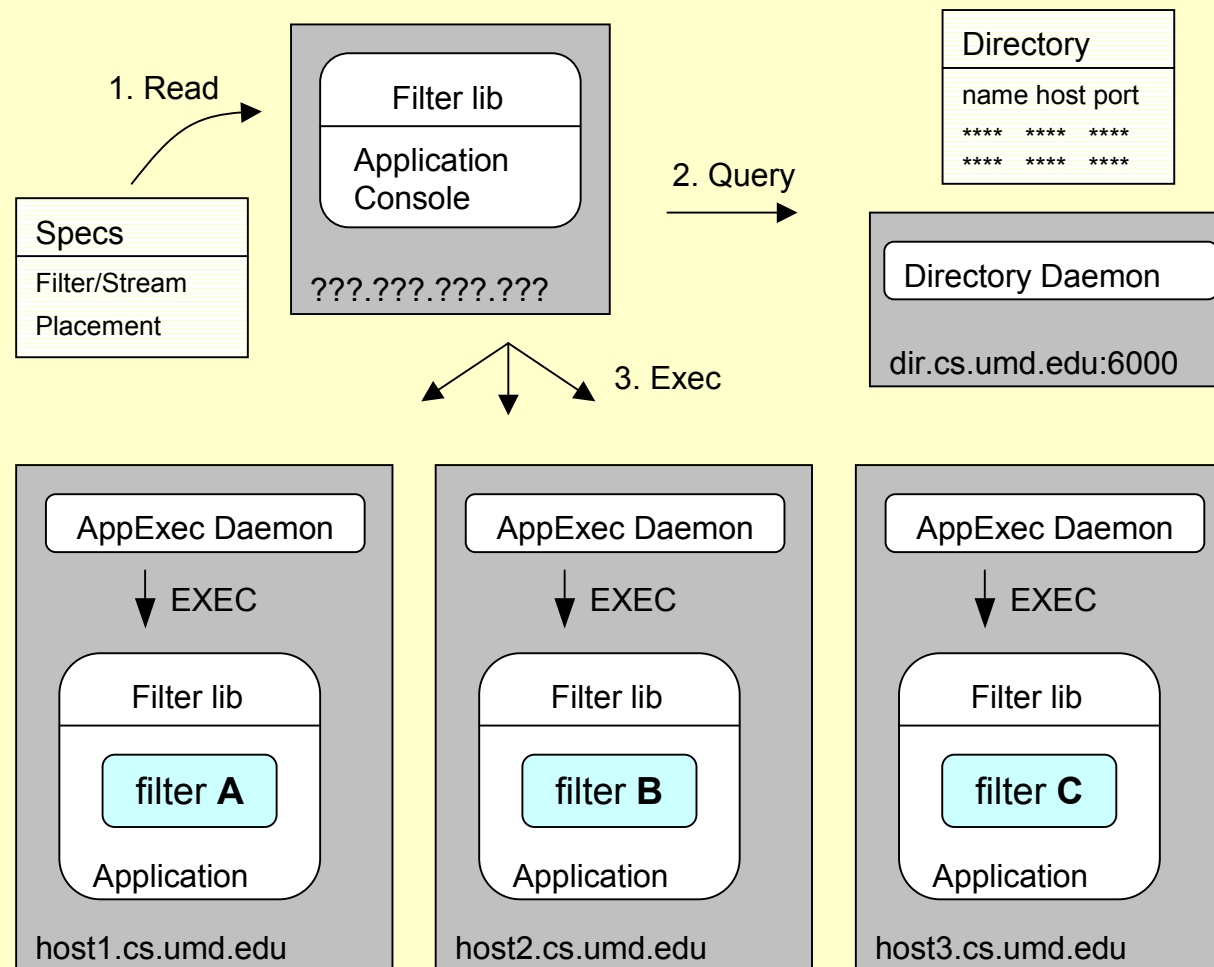 1. Read
Filter lib
Application
Console
???.???.???.???
2. Query
Directory
name host port
**** **** ****
**** **** ****
Specs
Filter/Stream
Placement
Directory Daemon
dir.cs.umd.edu:6000
3. Exec
AppExec Daemon
EXEC
Filter lib
filter A
Application
host1.cs.umd.edu
AppExec Daemon
EXEC
Filter lib
filter B
Application
host2.cs.umd.edu
AppExec Daemon
EXEC
Filter lib
filter C
Application
host3.cs.umd.edu